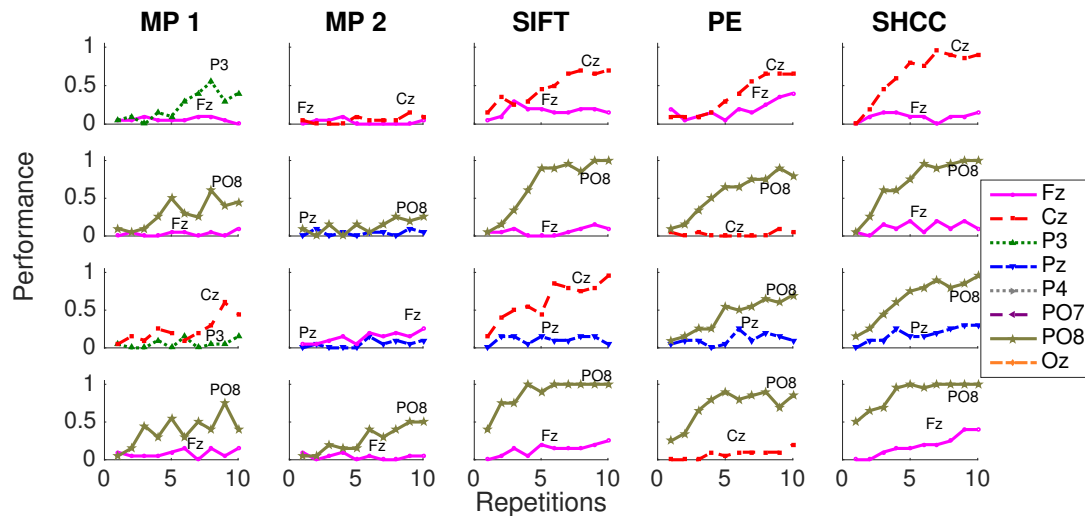 MP 1 MP 2 SIFT PE SHCC
Performance
1
0.5
0
P3
Fz
Fz
Cz
Cz
Fz
Cz
Fz
Cz
Fz
1
0.5
0
PO8
Fz
Pz
PO8
PO8
Fz
PO8
Cz
PO8
Fz
1
0.5
0
Cz
P3
Pz
Fz
Cz
Pz
PO8
Pz
PO8
Pz
1
0.5
0
PO8
Fz
PO8
Fz
PO8
Fz
PO8
Cz
PO8
Fz
0 5 10 0 5 10 0 5 10 0 5 10 0 5 10
Repetitions
Fz
Cz
P3
Pz
P4
PO7
PO8
Oz